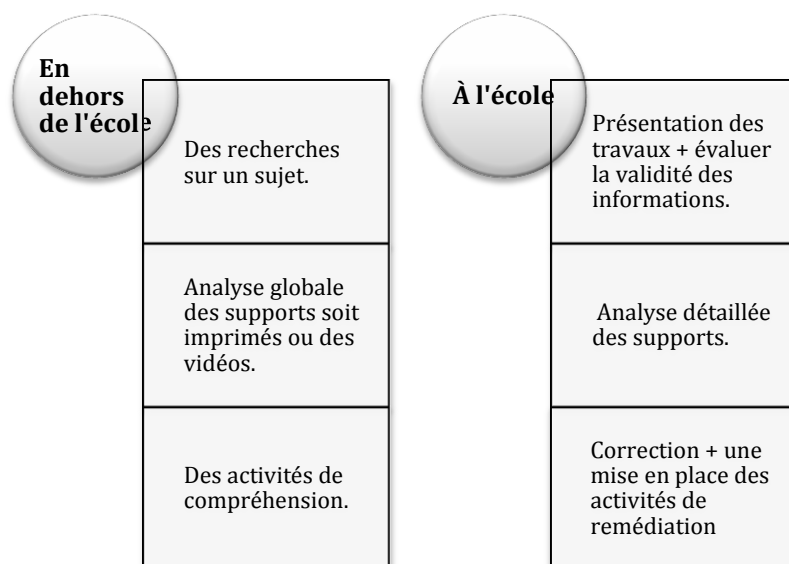 En
dehors
de l'école
Des recherches
sur un sujet.
Analyse globale
des supports soit
imprimés ou des
vidéos.
Des activités de
compréhension.
À l'école
Présentation des
travaux + évaluer
la validité des
informations.
Analyse détaillée
des supports.
Correction + une
mise en place des
activités de
remédiation